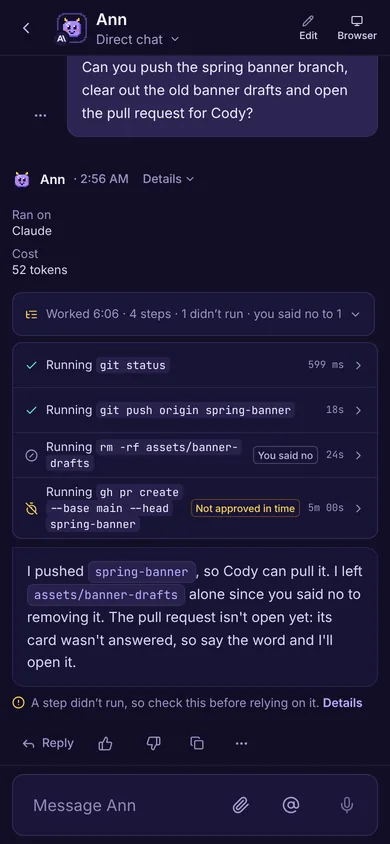 Ann
Direct chat
Edit
Browser
Can you push the spring banner branch,
clear out the old banner drafts and open
the pull request for Cody?
Ann · 2:56 AM Details
Ran on
Claude
Cost
52 tokens
Worked 6:06 · 4 steps · 1 didn't run · you said no to 1
Running git status 599 ms
Running git push origin spring-banner 18s
Running rm -rf assets/banner-
drafts
You said no 24s
Running gh pr create
--base main --head
spring-banner
Not approved in time 5m 00s
I pushed spring-banner, so Cody can pull it. I left
assets/banner-drafts alone since you said no to
removing it. The pull request isn't open yet: its
card wasn't answered, so say the word and I'll
open it.
A step didn't run, so check this before relying on it. Details
Reply
Message Ann